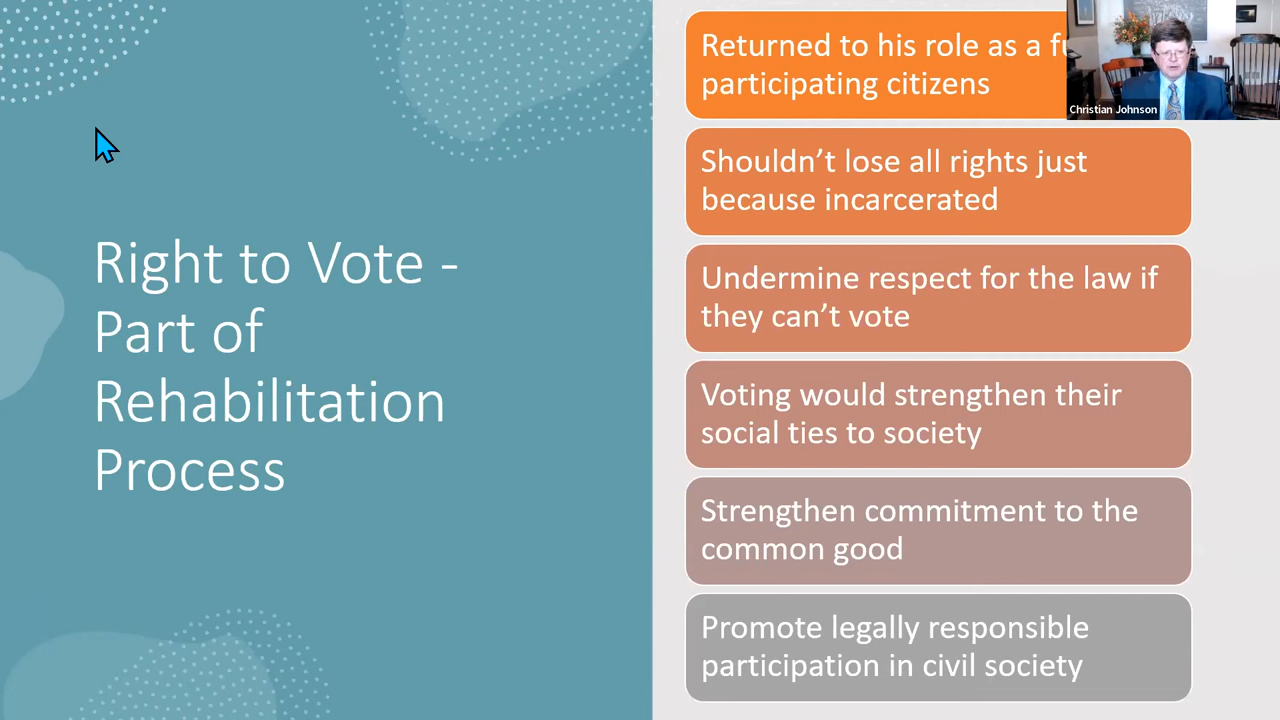 Right to Vote -
Part of
Rehabilitation
Process
Returned to his role as a
participating citizens
Shouldn’t lose all rights just
because incarcerated
Undermine respect for the law if
they can’t vote
Voting would strengthen their
social ties to society
Strengthen commitment to the
common good
Promote legally responsible
participation in civil society
Christian Johnson